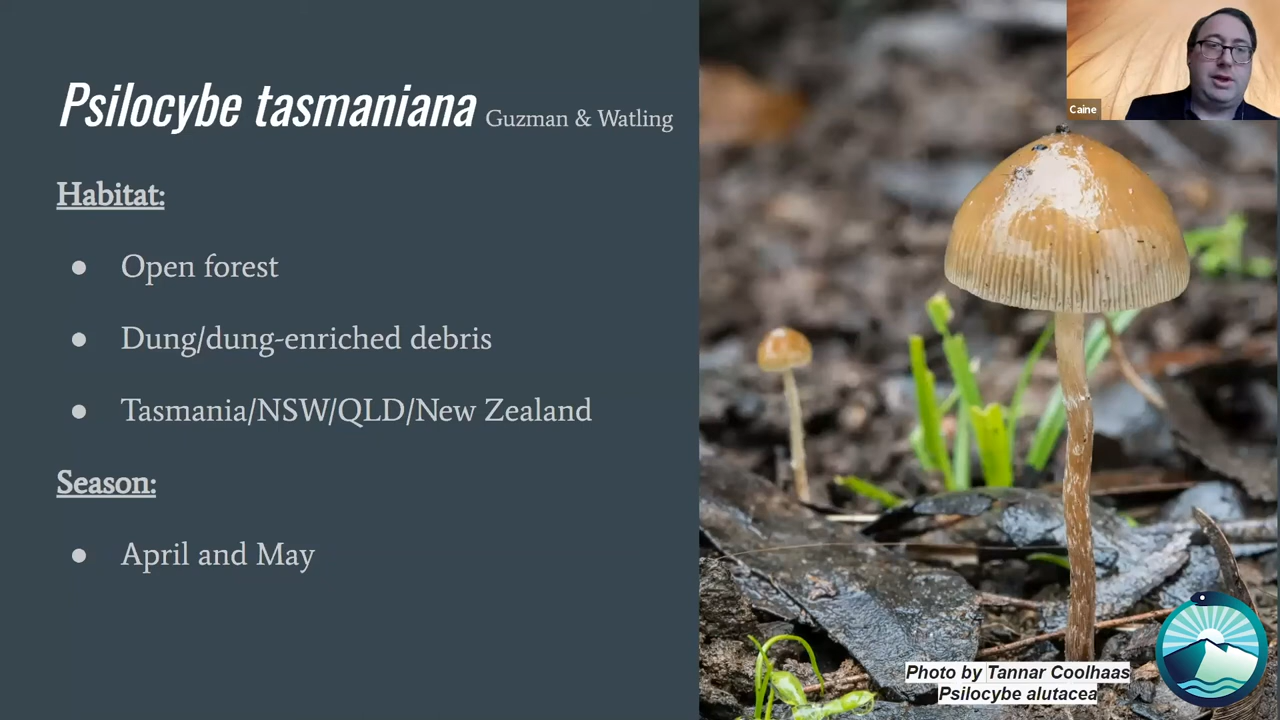 Psilocybe tasmaniana Guzman & Watling
Habitat:
● Open forest
● Dung/dung-enriched debris
● Tasmania/NSW/QLD/New Zealand
Season:
● April and May
Caine
Photo by Tannar Coolhaas
Psilocybe alutacea